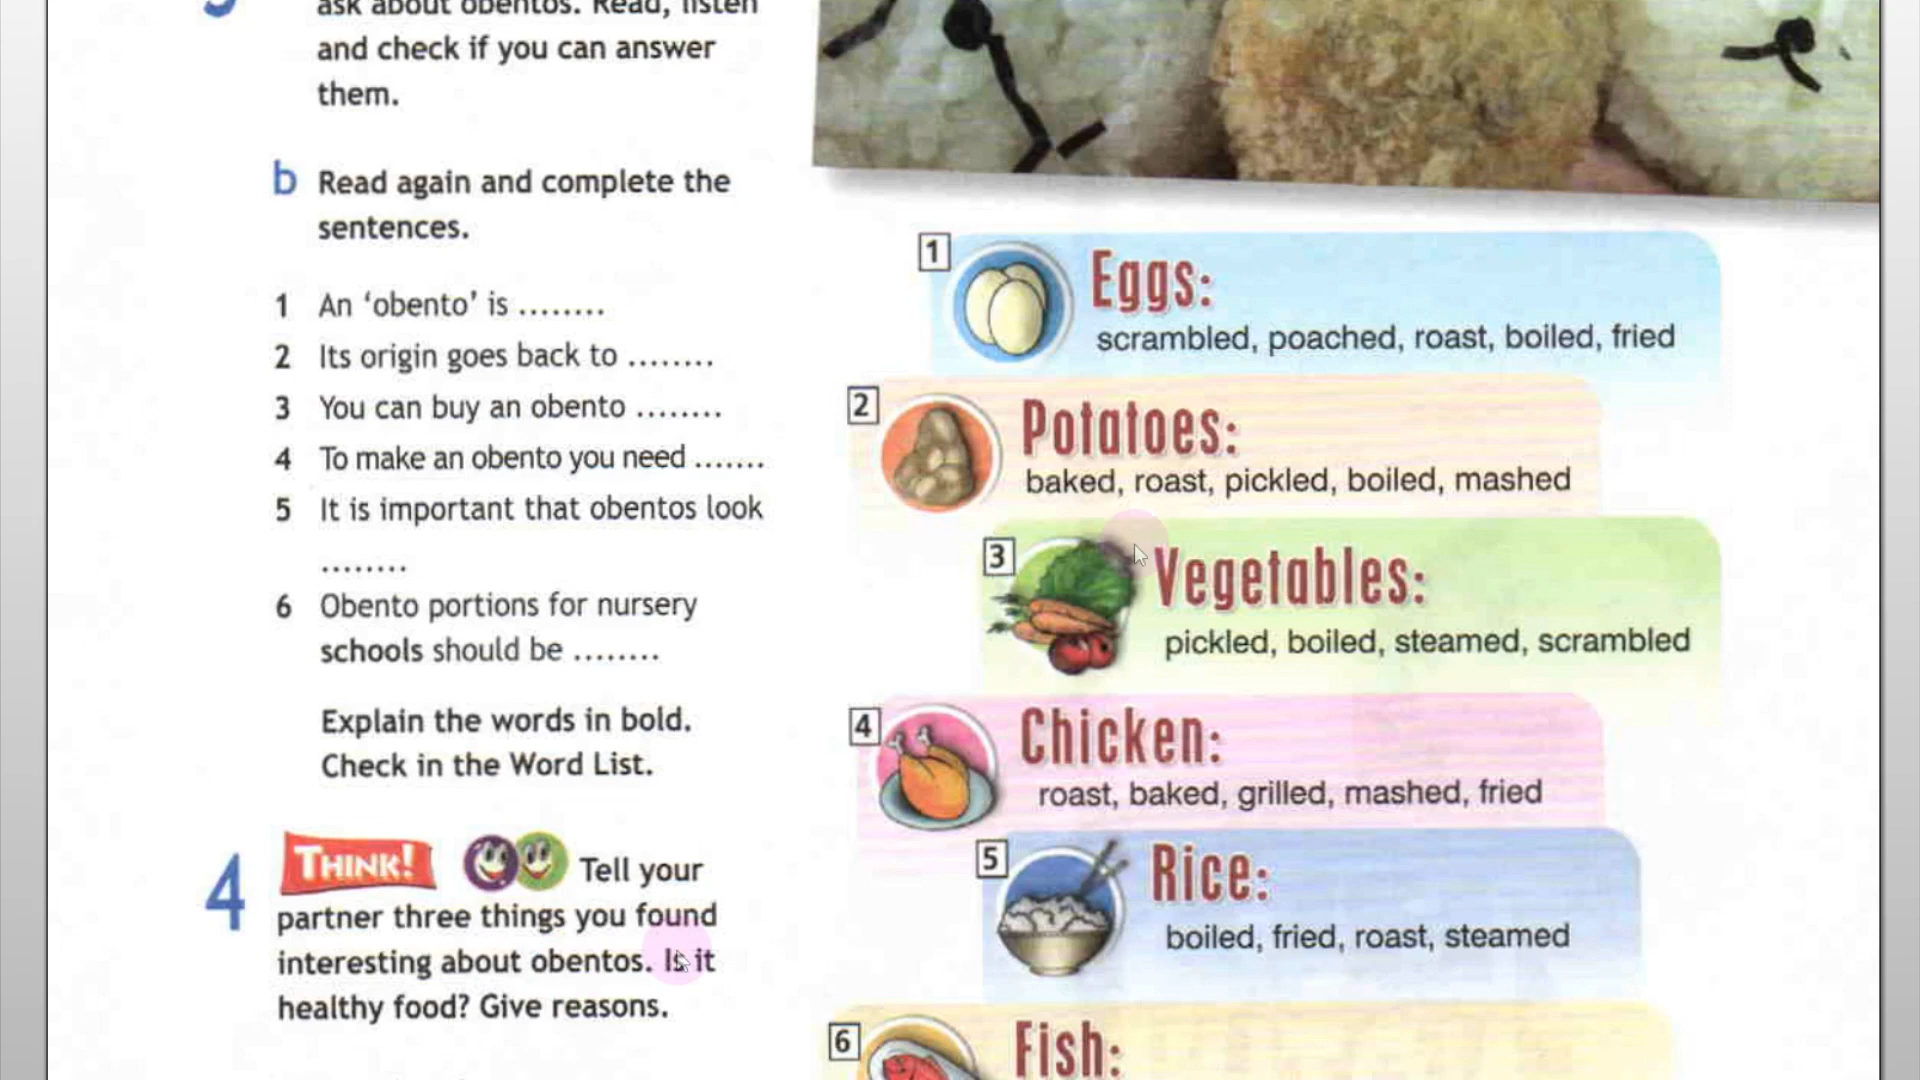 ask about obentos. Read, listen
and check if you can answer
them.
b Read again and complete the
sentences.
1 An ‘obento’ is ........
2 Its origin goes back to ........
3 You can buy an obento ........
4 To make an obento you need .......
5 It is important that obentos look
........
6 Obento portions for nursery
schools should be ........
Explain the words in bold.
Check in the Word List.
4 THINK! Tell your
partner three things you found
interesting about obentos. Is it
healthy food? Give reasons.
1 Eggs:
scrambled, poached, roast, boiled, fried
2 Potatoes:
baked, roast, pickled, boiled, mashed
3 Vegetables:
pickled, boiled, steamed, scrambled
4 Chicken:
roast, baked, grilled, mashed, fried
5 Rice:
boiled, fried, roast, steamed
6 Fish: